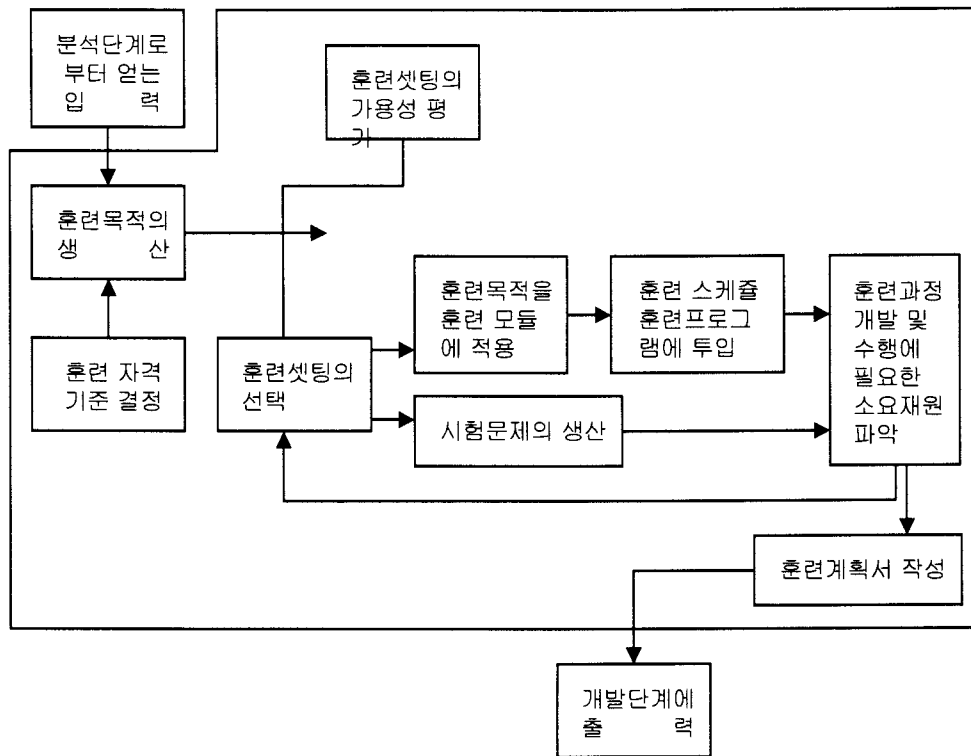 분석단계로
부터 얻는
입 력
훈련셋팅의
가용성 평
가
훈련목적의
생 산
훈련 자격
기준 결정
훈련셋팅의
선택
훈련목적을
훈련 모듈
에 적용
훈련 스케쥴
훈련프로그
램에 투입
시험문제의 생산
훈련과정
개발 및
수행에
필요한
소요재원
파악
훈련계획서 작성
개발단계에
출 력